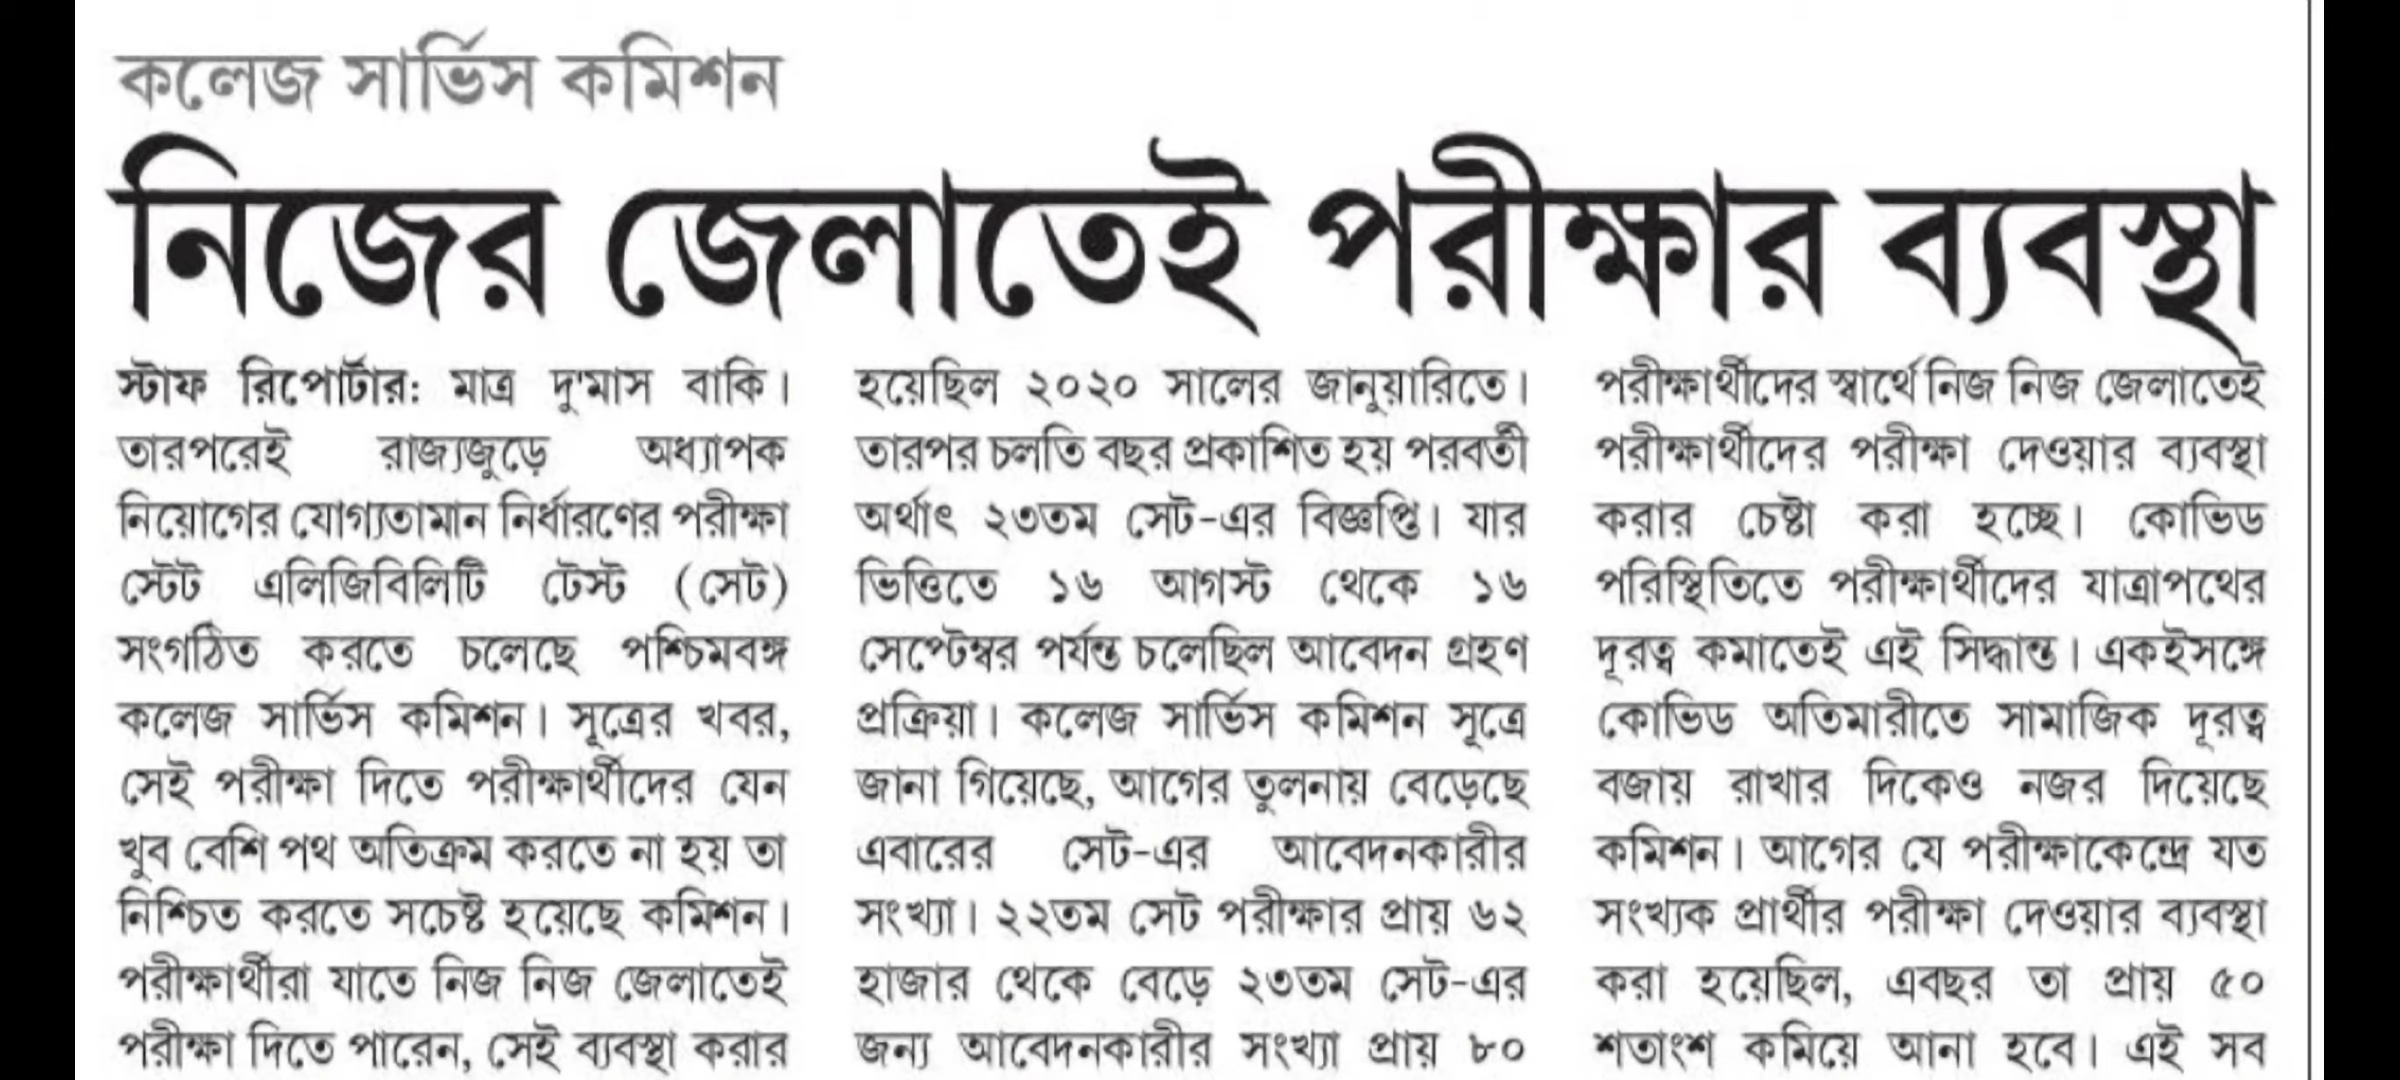 কলেজ সার্ভিস কমিশন
নিজের জেলাতেই পরীক্ষার ব্যবস্থা
স্টাফ রিপোর্টার: মাত্র দু'মাস বাকি।
তারপরেই রাজ্যজুড়ে অধ্যাপক
নিয়োগের যোগ্যতামান নির্ধারণের পরীক্ষা
স্টেট এলিজিবিলিটি টেস্ট (সেট)
সংগঠিত করতে চলেছে পশ্চিমবঙ্গ
কলেজ সার্ভিস কমিশন। সূত্রের খবর,
সেই পরীক্ষা দিতে পরীক্ষার্থীদের যেন
খুব বেশি পথ অতিক্রম করতে না হয় তা
নিশ্চিত করতে সচেষ্ট হয়েছে কমিশন।
পরীক্ষার্থীরা যাতে নিজ নিজ জেলাতেই
পরীক্ষা দিতে পারেন, সেই ব্যবস্থা করার
হয়েছিল ২০২০ সালের জানুয়ারিতে।
তারপর চলতি বছর প্রকাশিত হয় পরবর্তী
অর্থাৎ ২৩তম সেট-এর বিজ্ঞপ্তি। যার
ভিত্তিতে ১৬ আগস্ট থেকে ১৬
সেপ্টেম্বর পর্যন্ত চলেছিল আবেদন গ্রহণ
প্রক্রিয়া। কলেজ সার্ভিস কমিশন সূত্রে
জানা গিয়েছে, আগের তুলনায় বেড়েছে
এবারের সেট-এর আবেদনকারীর
সংখ্যা। ২২তম সেট পরীক্ষার প্রায় ৬২
হাজার থেকে বেড়ে ২৩তম সেট-এর
জন্য আবেদনকারীর সংখ্যা প্রায় ৮০
পরীক্ষার্থীদের স্বার্থে নিজ নিজ জেলাতেই
পরীক্ষার্থীদের পরীক্ষা দেওয়ার ব্যবস্থা
করার চেষ্টা করা হচ্ছে। কোভিড
পরিস্থিতিতে পরীক্ষার্থীদের যাত্রাপথের
দূরত্ব কমাতেই এই সিদ্ধান্ত। একইসঙ্গে
কোভিড অতিমারীতে সামাজিক দূরত্ব
বজায় রাখার দিকেও নজর দিয়েছে
কমিশন। আগের যে পরীক্ষাকেন্দ্রে যত
সংখ্যক প্রার্থীর পরীক্ষা দেওয়ার ব্যবস্থা
করা হয়েছিল, এবছর তা প্রায় ৫০
শতাংশ কমিয়ে আনা হবে। এই সব